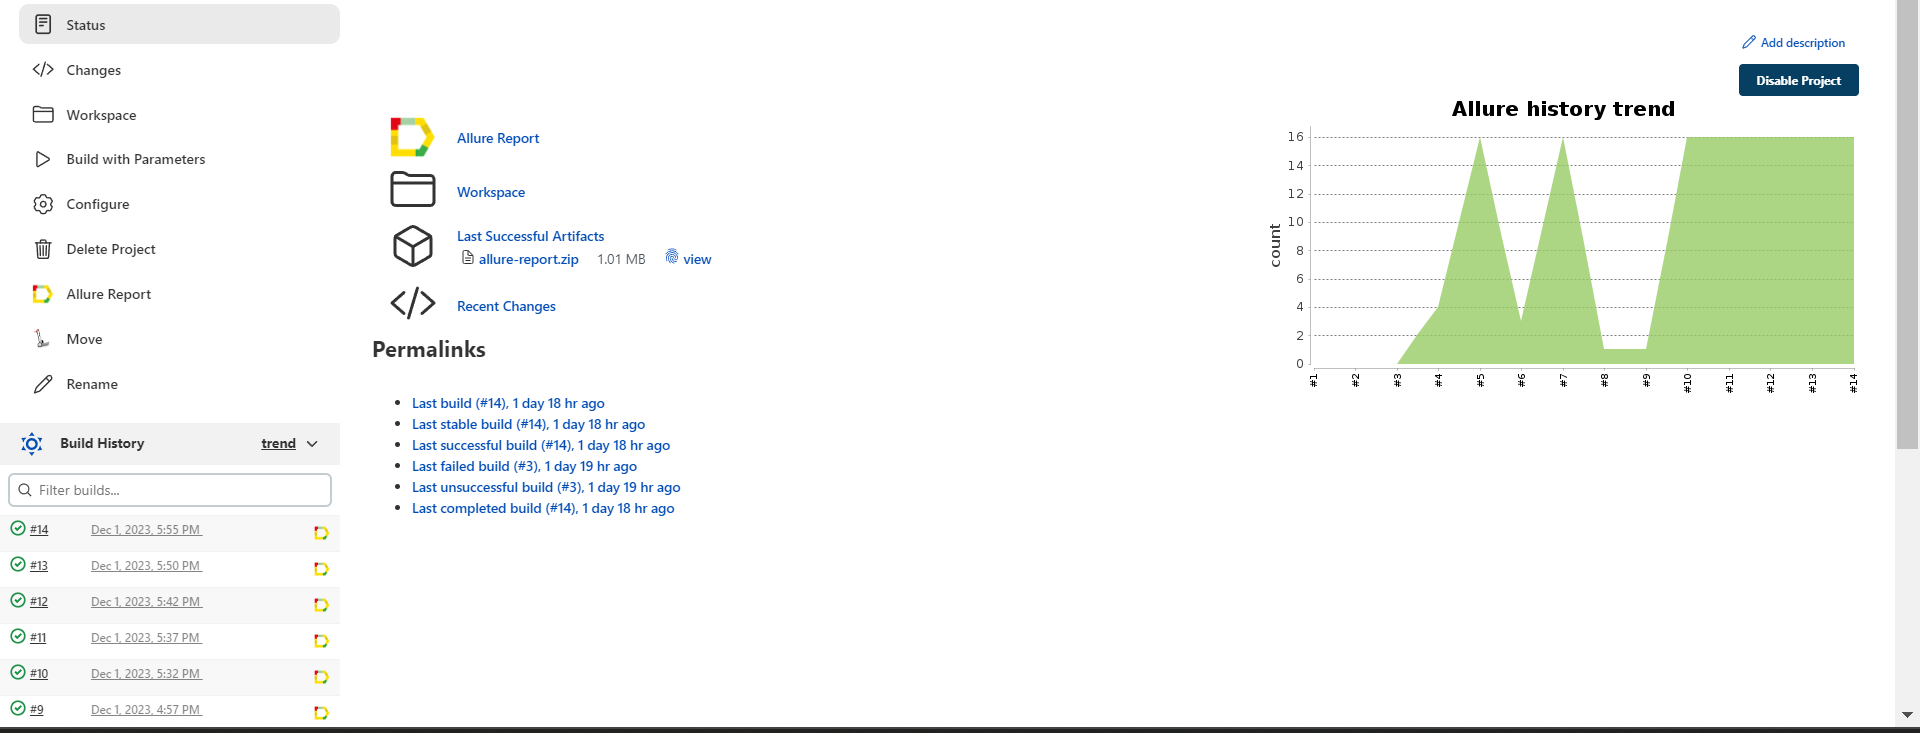 Status
Changes
Workspace
Build with Parameters
Configure
Delete Project
Allure Report
Move
Rename
Build History trend
Filter builds...
#14 Dec 1, 2023, 5:55 PM
#13 Dec 1, 2023, 5:50 PM
#12 Dec 1, 2023, 5:42 PM
#11 Dec 1, 2023, 5:37 PM
#10 Dec 1, 2023, 5:32 PM
#9 Dec 1, 2023, 4:57 PM
Allure Report
Workspace
Last Successful Artifacts
allure-report.zip 1.01 MB view
Recent Changes
Permalinks
Last build (#14), 1 day 18 hr ago
Last stable build (#14), 1 day 18 hr ago
Last successful build (#14), 1 day 18 hr ago
Last failed build (#3), 1 day 19 hr ago
Last unsuccessful build (#3), 1 day 19 hr ago
Last completed build (#14), 1 day 18 hr ago
Add description
Disable Project
Allure history trend
count
16
14
12
10
8
6
4
2
0
#1 #2 #3 #4 #5 #6 #7 #8 #9 #10 #11 #12 #13 #14